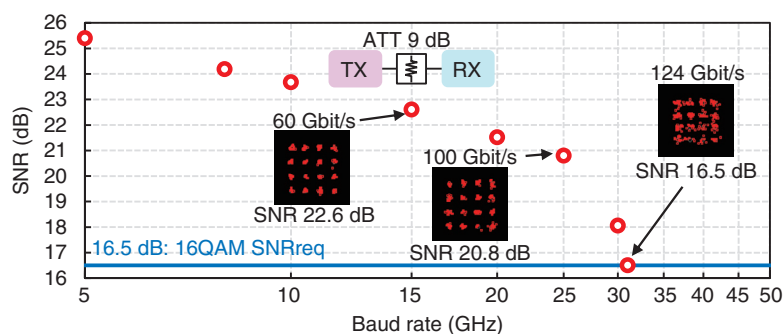 26
25
24
23
22
21
20
19
18
17
16
SNR
(dB)
ATT 9 dB
TX
RX
60 Gbit/s
SNR 22.6 dB
100 Gbit/s
SNR 20.8 dB
124 Gbit/s
SNR 16.5 dB
16.5 dB: 16QAM SNRreq
5 10 15 20 25 30 35 40 45 50
Baud rate (GHz)